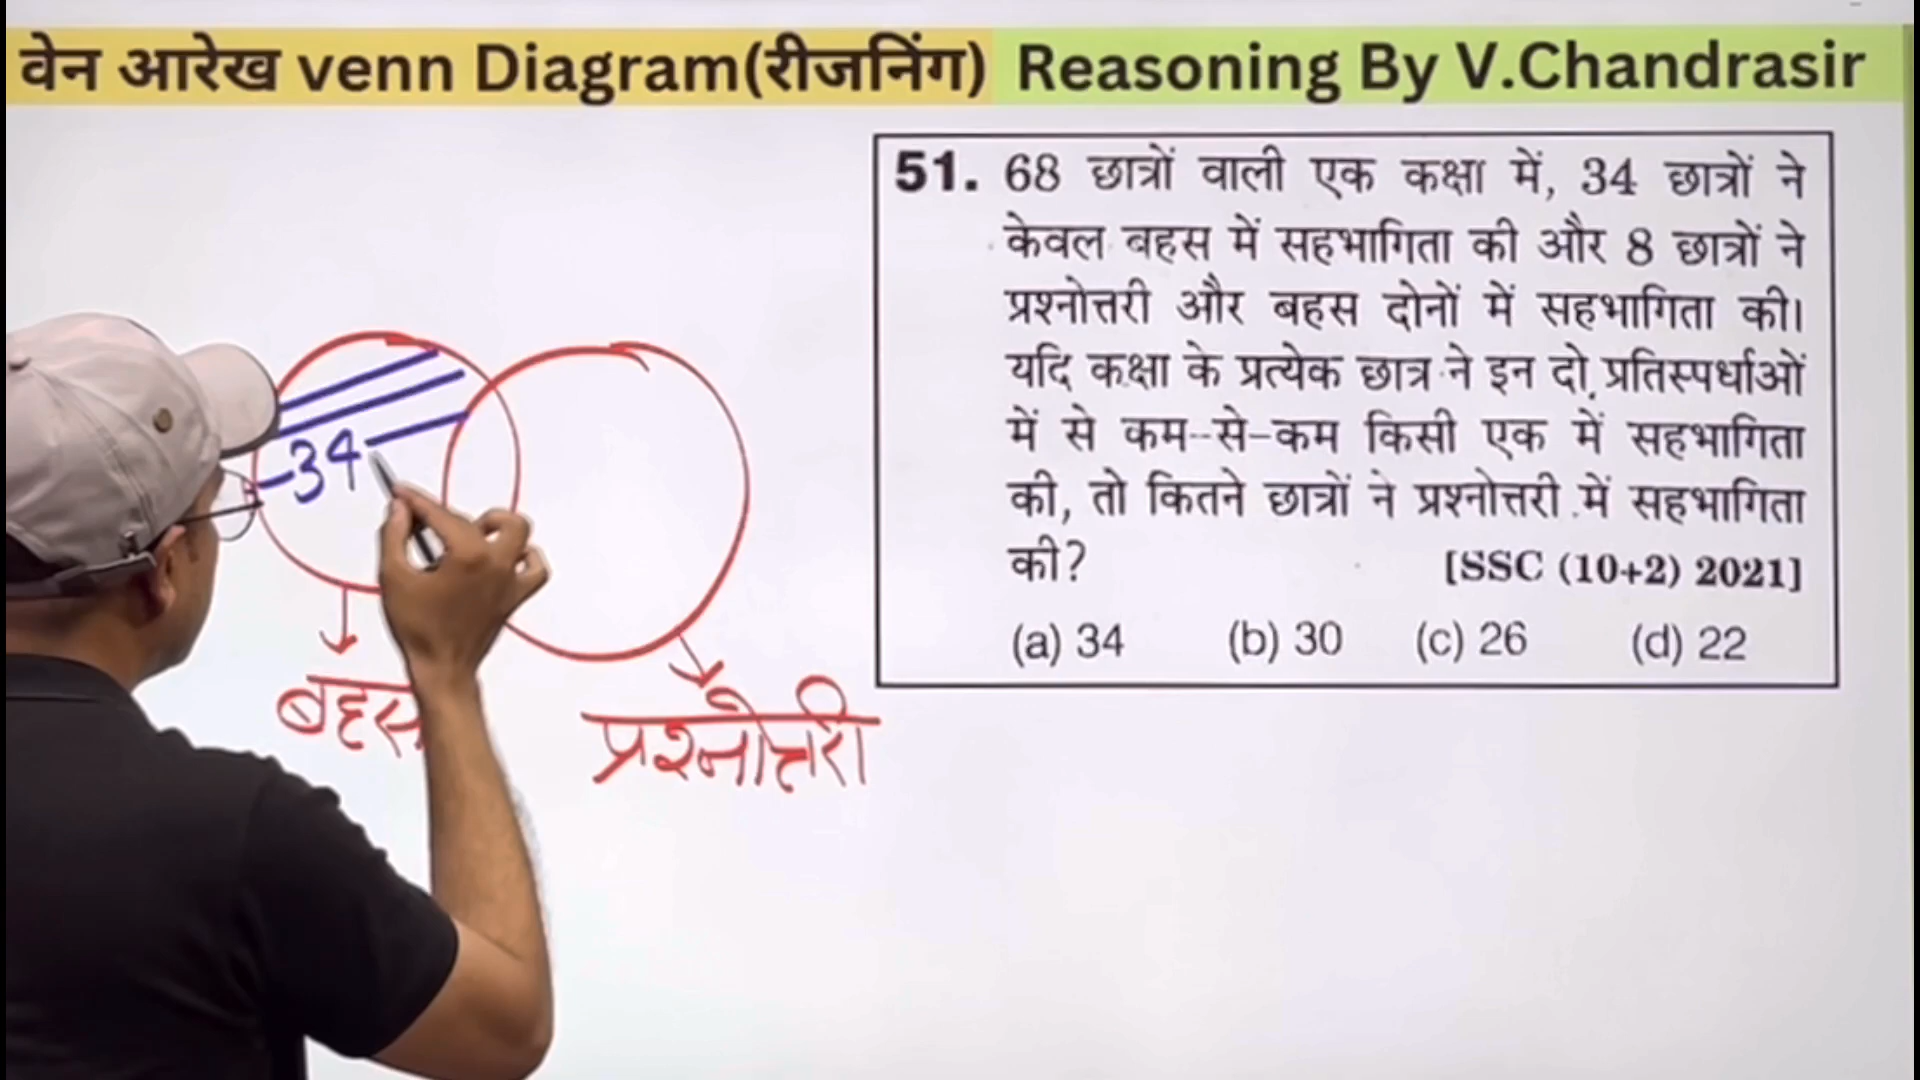 वेन आरेख venn Diagram(रीजनिंग) Reasoning By V.Chandrasir
51. 68 छात्रों वाली एक कक्षा में, 34 छात्रों ने
केवल बहस में सहभागिता की और 8 छात्रों ने
प्रश्नोत्तरी और बहस दोनों में सहभागिता की।
यदि कक्षा के प्रत्येक छात्र ने इन दो प्रतिस्पर्धाओं
में से कम-से-कम किसी एक में सहभागिता
की, तो कितने छात्रों ने प्रश्नोत्तरी में सहभागिता
की? [SSC (10+2) 2021]
(a) 34 (b) 30 (c) 26 (d) 22
34
बहस
प्रश्नोत्तरी